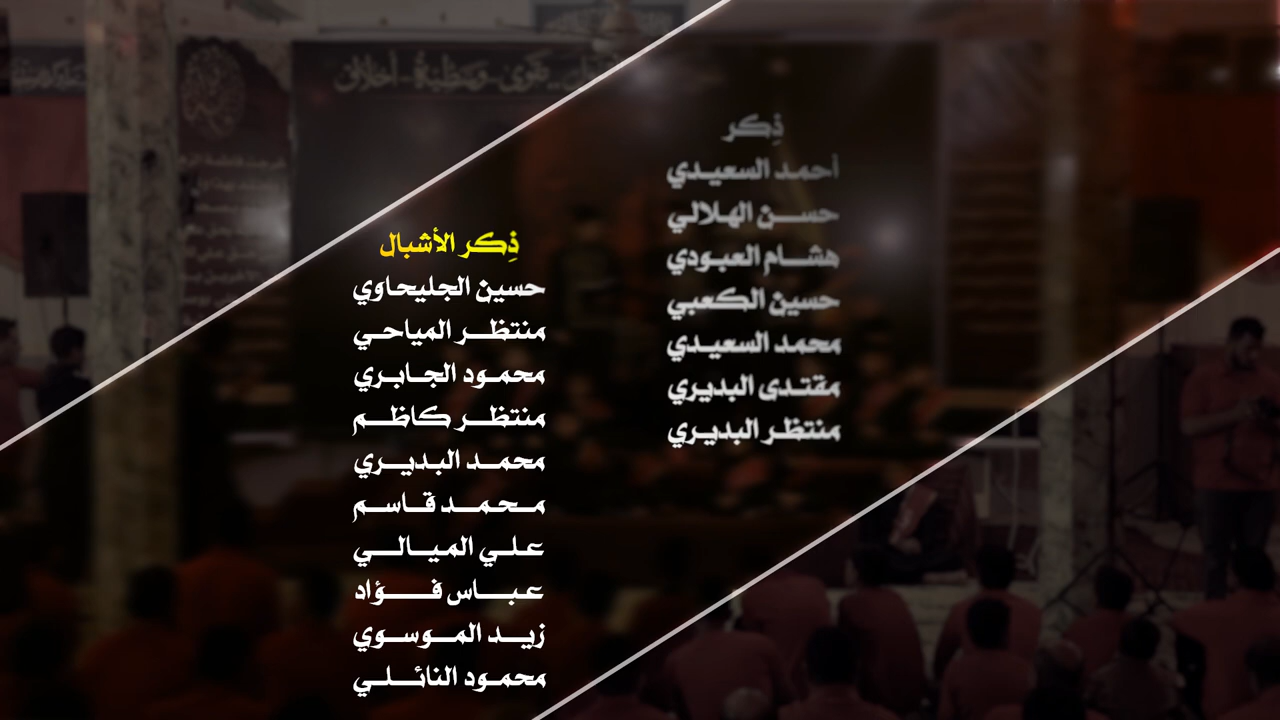 ذِكر
أحمد السعيدي
حسن الهلالي
هشام العبودي
حسين الكعبي
محمد السعيدي
مقتدى البديري
منتظر البديري
ذِكر الأشبال
حسين الجليحاوي
منتظر المياحي
محمود الجابري
منتظر كاظم
محمد البديري
محمد قاسم
علي الميالي
عباس فؤاد
زيد الموسوي
محمود النائلي